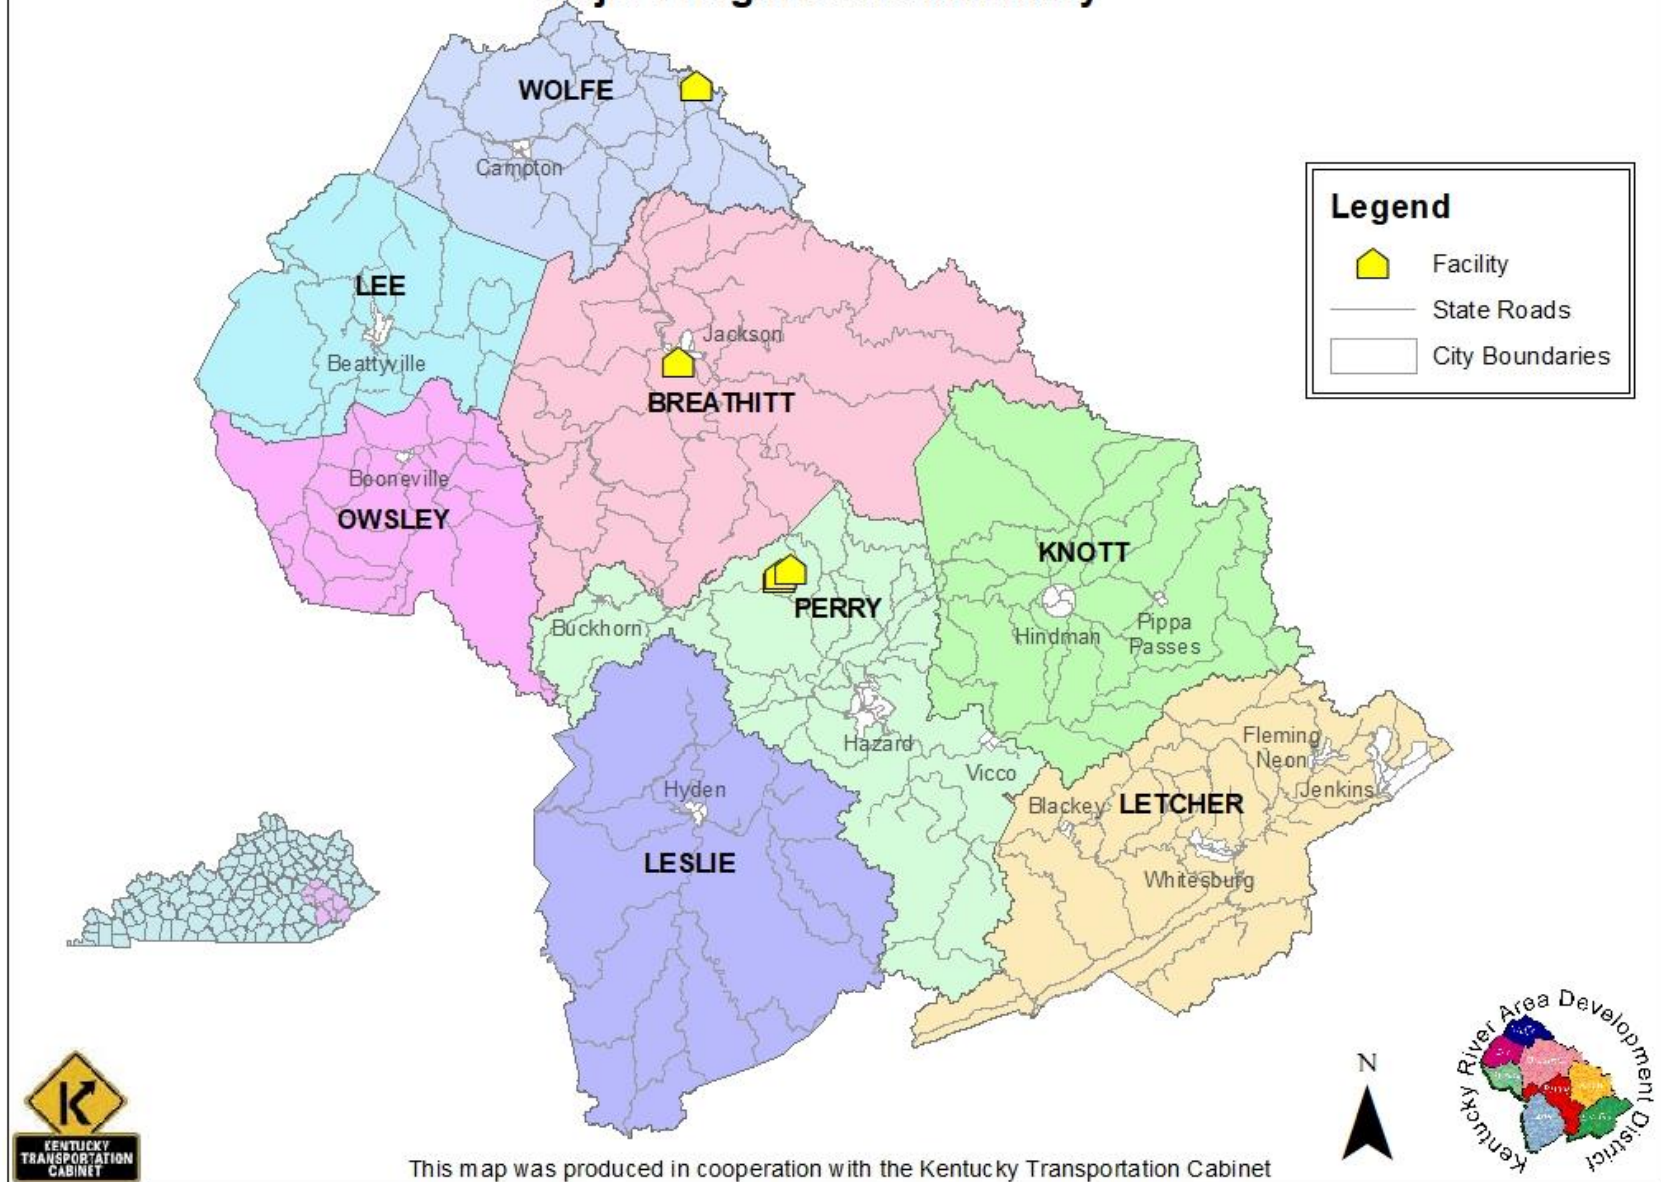 WOLFE
Campton
LEE
Beattyville
Jackson
BREATHITT
Booneville
OWSLEY
KNOTT
Hindman
Pippa
Passes
PERRY
Buckhorn
Hazard
Vicco
Hyden
LESLIE
Fleming
Neon
Jenkins
Blackey
LETCHER
Whitesburg
Legend
Facility
State Roads
City Boundaries
KENTUCKY
TRANSPORTATION
CABINET
This map was produced in cooperation with the Kentucky Transportation Cabinet
N
Kentucky River Area Development District